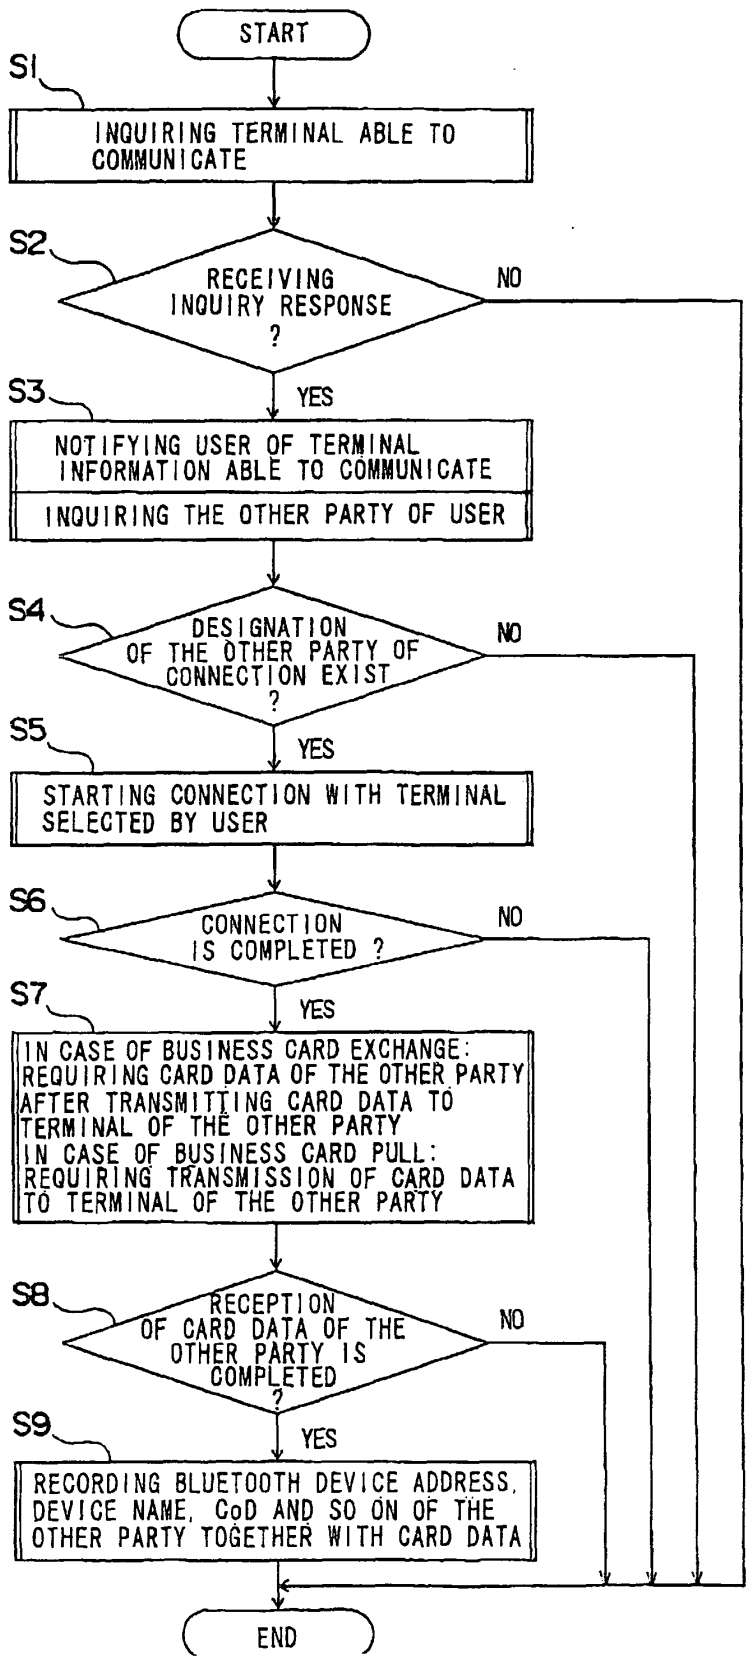 START
S1
INQUIRING TERMINAL ABLE TO
COMMUNICATE
S2
RECEIVING
INQUIRY RESPONSE
?
NO
YES
S3
NOTIFYING USER OF TERMINAL
INFORMATION ABLE TO COMMUNICATE
INQUIRING THE OTHER PARTY OF USER
S4
DESIGNATION
OF THE OTHER PARTY OF
CONNECTION EXIST
?
NO
YES
S5
STARTING CONNECTION WITH TERMINAL
SELECTED BY USER
S6
CONNECTION
IS COMPLETED ?
NO
YES
S7
IN CASE OF BUSINESS CARD EXCHANGE:
REQUIRING CARD DATA OF THE OTHER PARTY
AFTER TRANSMITTING CARD DATA TO
TERMINAL OF THE OTHER PARTY
IN CASE OF BUSINESS CARD PULL:
REQUIRING TRANSMISSION OF CARD DATA
TO TERMINAL OF THE OTHER PARTY
S8
RECEPTION
OF CARD DATA OF THE
OTHER PARTY IS
COMPLETED
?
NO
YES
S9
RECORDING BLUETOOTH DEVICE ADDRESS,
DEVICE NAME, CoD AND SO ON OF THE
OTHER PARTY TOGETHER WITH CARD DATA
END